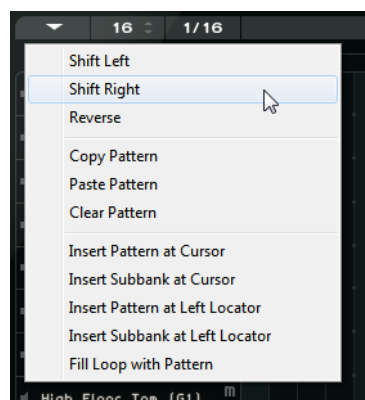 16 1/16
Shift Left
Shift Right
Reverse
Copy Pattern
Paste Pattern
Clear Pattern
Insert Pattern at Cursor
Insert Subbank at Cursor
Insert Pattern at Left Locator
Insert Subbank at Left Locator
Fill Loop with Pattern
High Floor Tom (G1) m